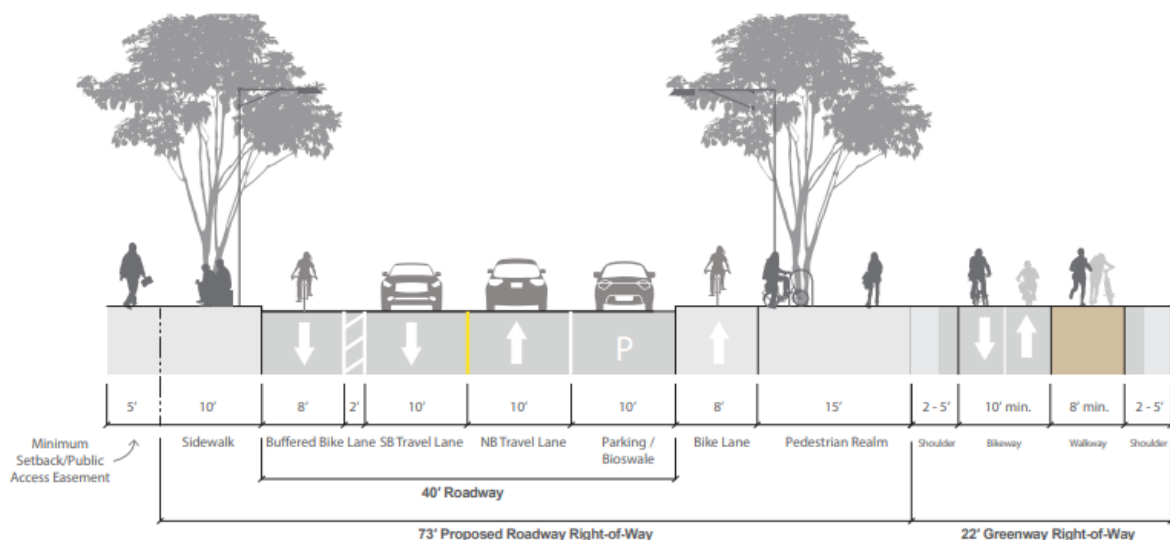 P
5'
10'
8'
2'
10'
10'
10'
8'
15'
2 - 5'
10' min.
8' min.
2 - 5'
Minimum
Setback/Public
Access Easement
Sidewalk
Buffered Bike Lane
SB Travel Lane
NB Travel Lane
Parking /
Bioswale
Bike Lane
Pedestrian Realm
Shoulder
Bikeway
Walkway
Shoulder
40' Roadway
73' Proposed Roadway Right-of-Way
22' Greenway Right-of-Way